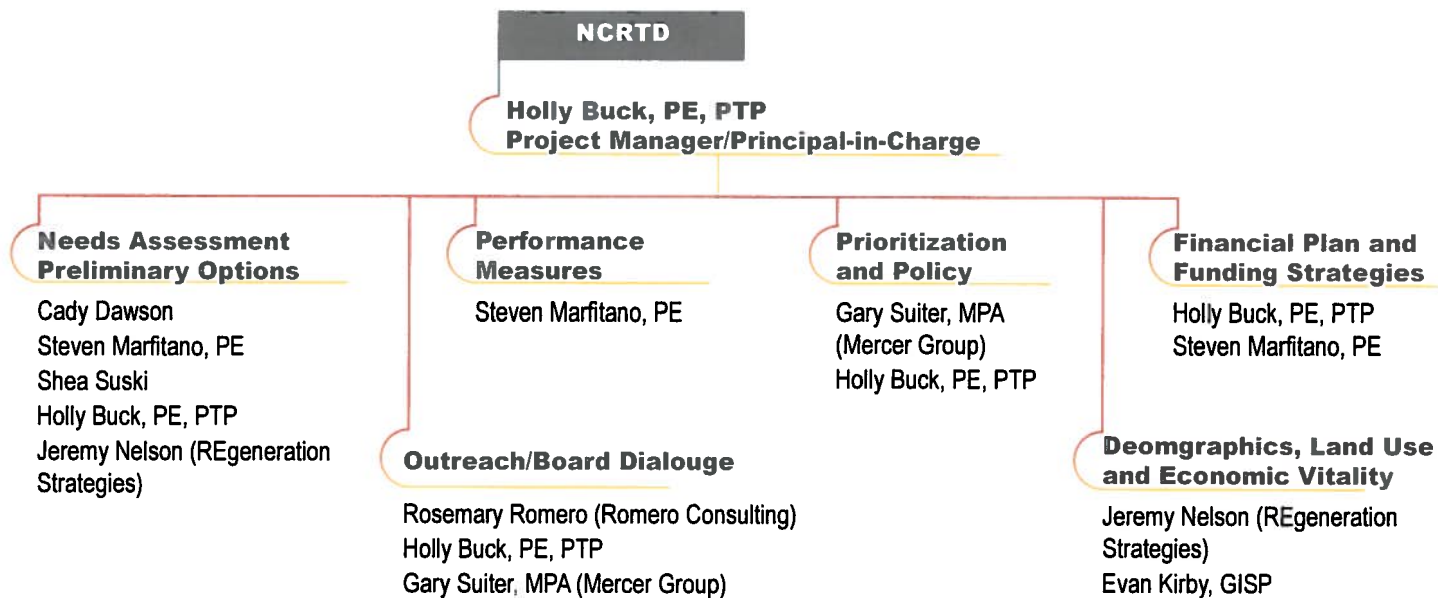 NCRTD
Holly Buck, PE, PTP
Project Manager/Principal-in-Charge
Needs Assessment
Preliminary Options
Cady Dawson
Steven Marfitano, PE
Shea Suski
Holly Buck, PE, PTP
Jeremy Nelson (REgeneration
Strategies)
Outreach/Board Dialouge
Rosemary Romero (Romero Consulting)
Holly Buck, PE, PTP
Gary Suiter, MPA (Mercer Group)
Performance
Measures
Steven Marfitano, PE
Prioritization
and Policy
Gary Suiter, MPA
(Mercer Group)
Holly Buck, PE, PTP
Financial Plan and
Funding Strategies
Holly Buck, PE, PTP
Steven Marfitano, PE
Deomgraphics, Land Use
and Economic Vitality
Jeremy Nelson (REgeneration
Strategies)
Evan Kirby, GISP